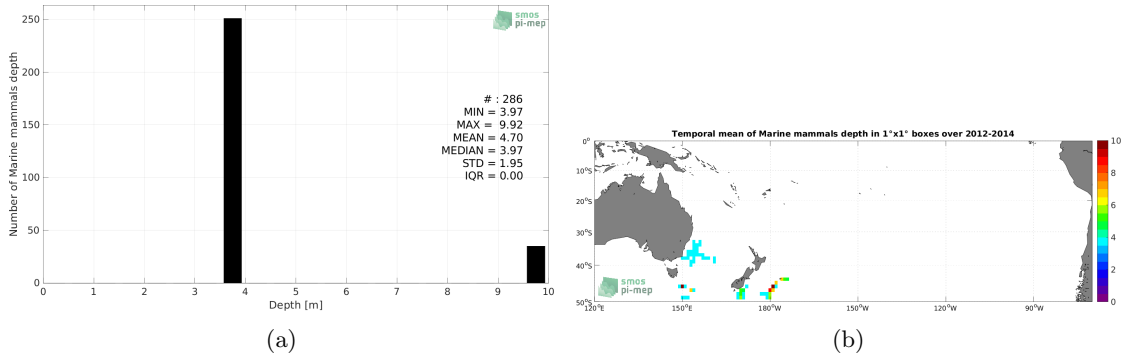 250
200
150
100
50
0
Number of Marine mammals depth
smos
pi-mep
# : 286
MIN = 3.97
MAX = 9.92
MEAN = 4.70
MEDIAN = 3.97
STD = 1.95
IQR = 0.00
0 1 2 3 4 5 6 7 8 9 10
Depth [m]
(a)
Temporal mean of Marine mammals depth in 1°x1° boxes over 2012-2014
0°
10°S
20°S
30°S
40°S
50°S
smos
pi-mep
120°E 150°E 180°W 150°W 120°W 90°W
10
8
6
4
2
0
(b)